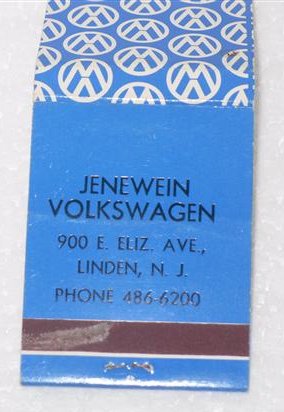 JENEWEIN
VOLKSWAGEN
900 E. ELIZ. AVE.,
LINDEN, N. J.
PHONE 486-6200